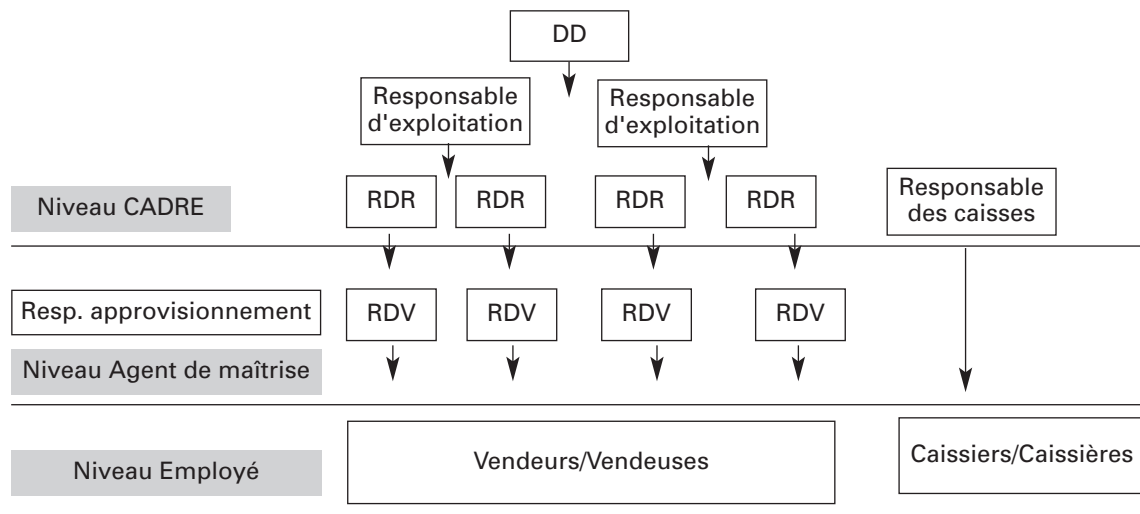 DD
Responsable
d'exploitation
Responsable
d'exploitation
Niveau CADRE
RDR
RDR
RDR
RDR
Responsable
des caisses
Resp. approvisionnement
RDV
RDV
RDV
RDV
Niveau Agent de maîtrise
Niveau Employé
Vendeurs/Vendeuses
Caissiers/Caissières